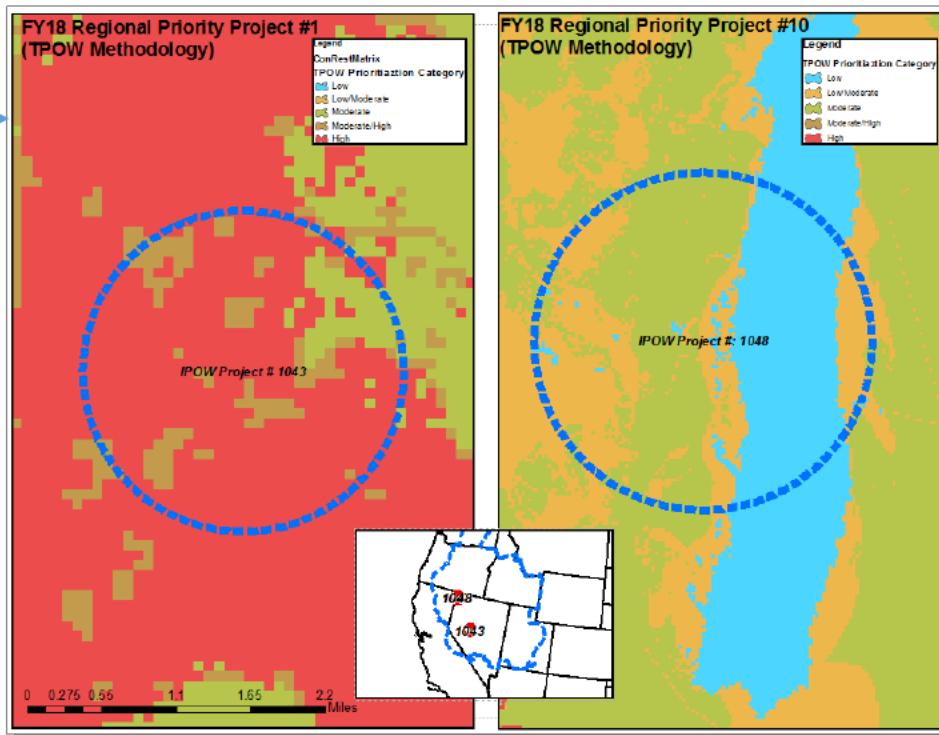 FY18 Regional Priority Project #1
(TPOW Methodology)
Legend
ConRestMatrix
TPOW Prioritiaztion Category
Low
Low/Moderate
Moderate
Moderate/High
High
IPOW Project # 1043
0 0.275 0.55 1.1 1.65 2.2
Miles
FY18 Regional Priority Project #10
(TPOW Methodology)
Legend
TPOW Prioritiaztion Category
Low
Low/Moderate
Moderate
Moderate/High
High
IPOW Project #: 1048
1048
1043